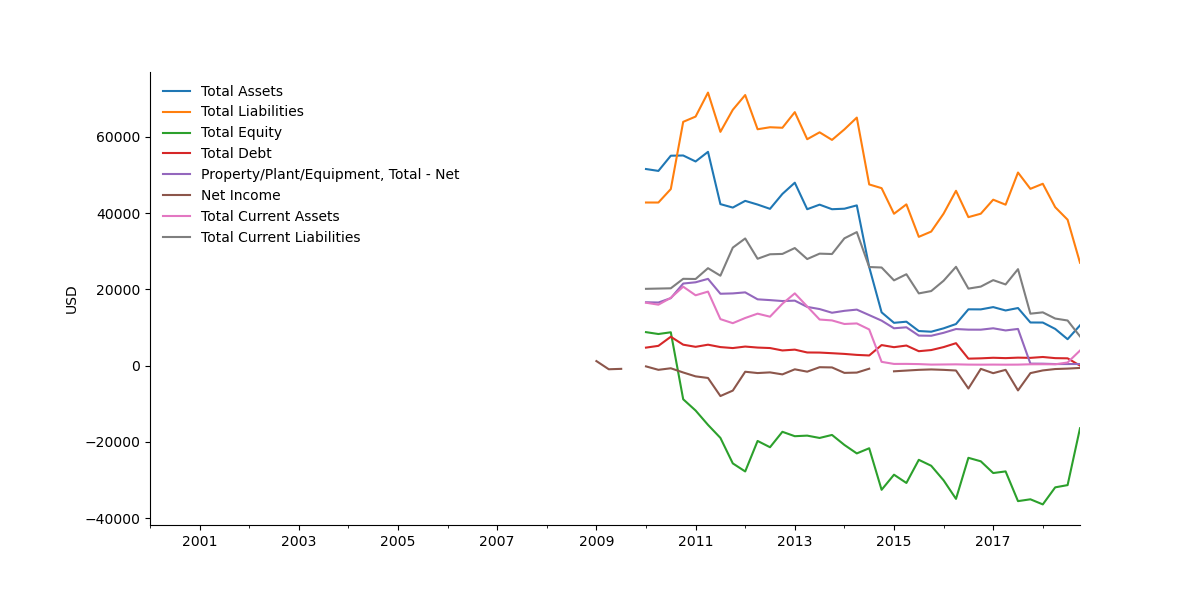 Total Assets
Total Liabilities
Total Equity
Total Debt
Property/Plant/Equipment, Total - Net
Net Income
Total Current Assets
Total Current Liabilities
USD
60000
40000
20000
0
−20000
−40000
2001 2003 2005 2007 2009 2011 2013 2015 2017